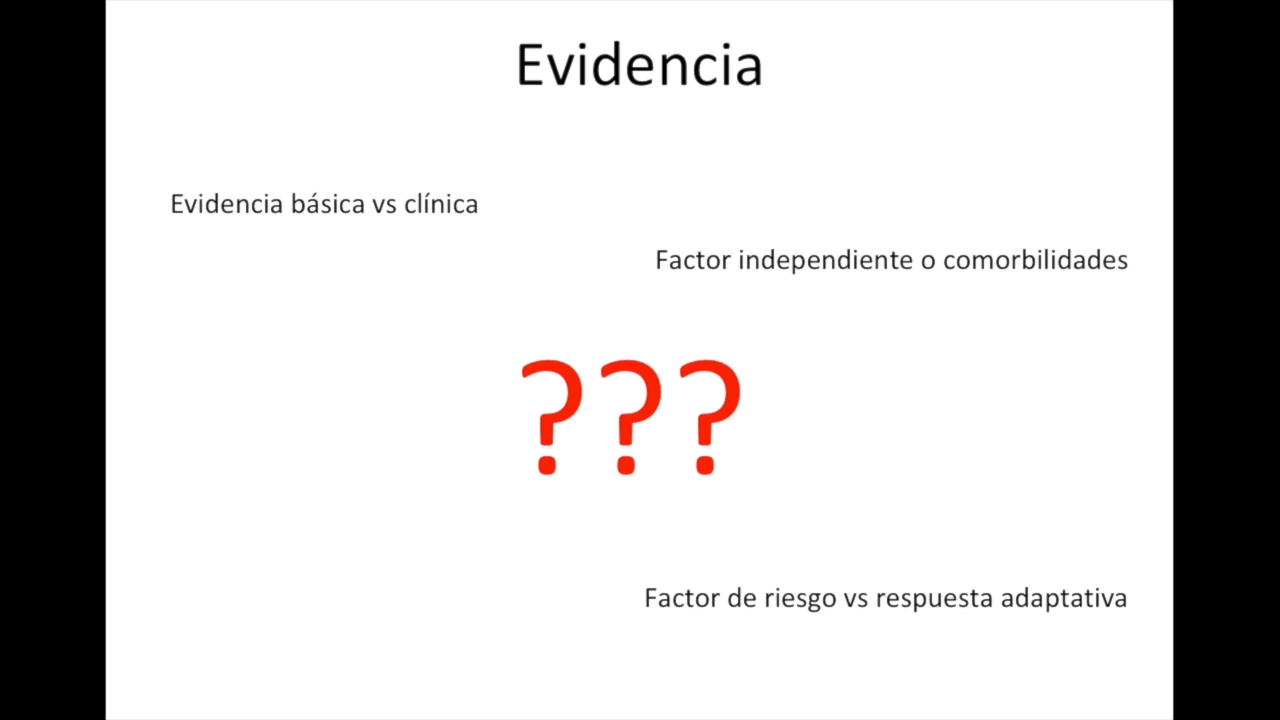 Evidencia
Evidencia básica vs clínica
Factor independiente o comorbilidades
???
Factor de riesgo vs respuesta adaptativa